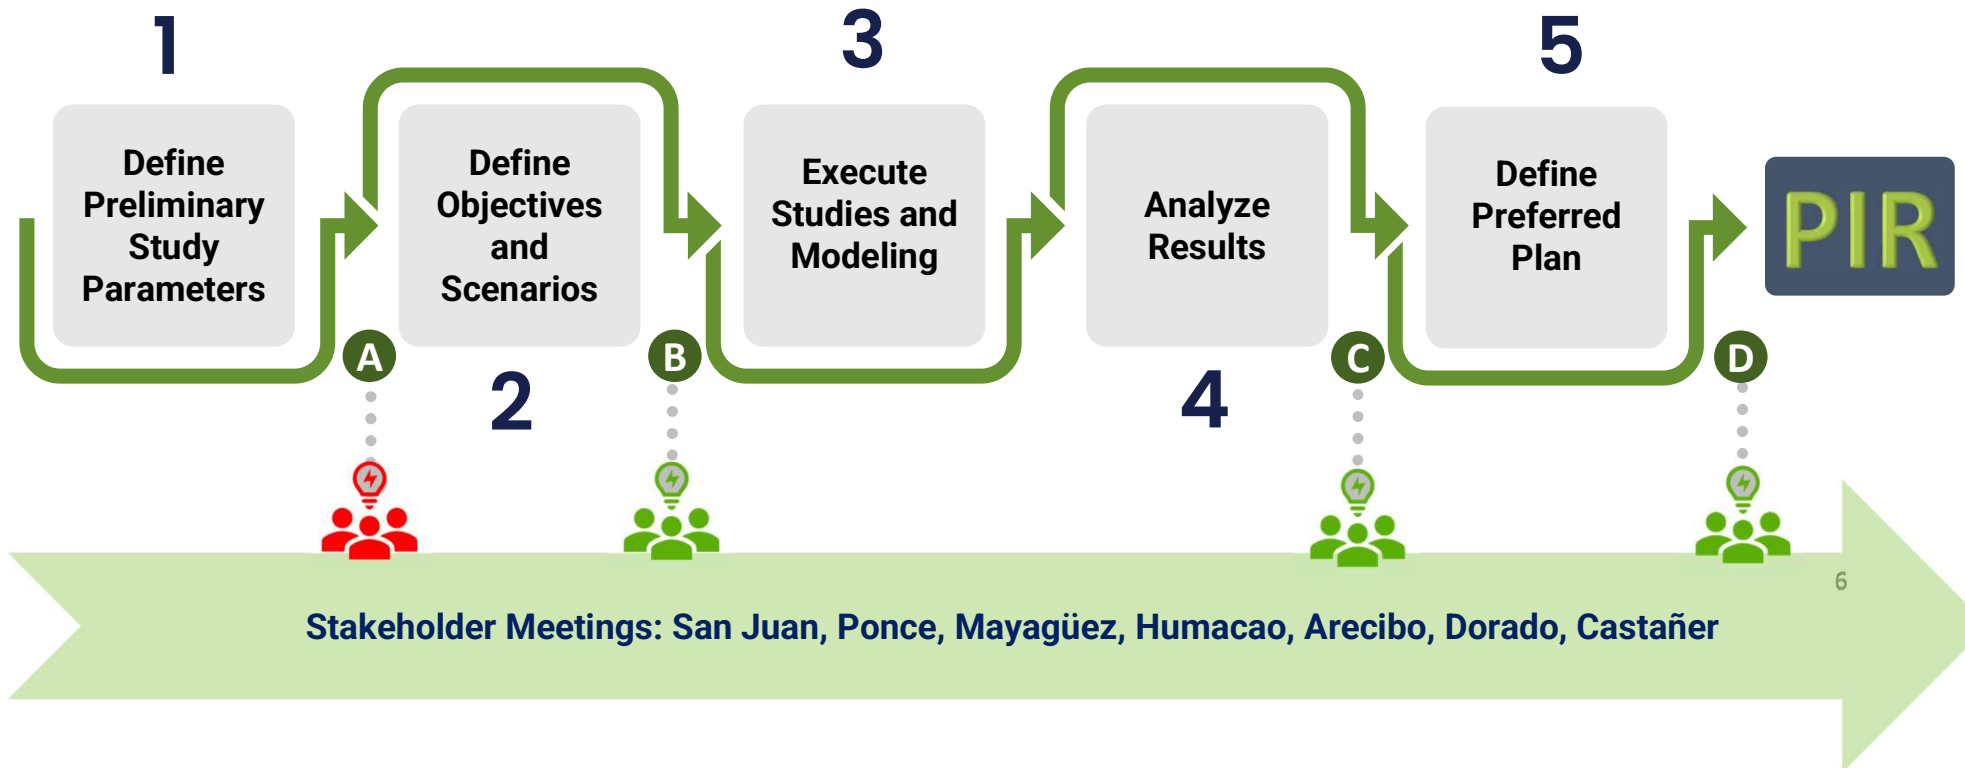 1
3
5
Define
Preliminary
Study
Parameters
Define
Objectives
and
Scenarios
Execute
Studies and
Modeling
Analyze
Results
Define
Preferred
Plan
PIR
A
B
C
D
2
4
6
Stakeholder Meetings: San Juan, Ponce, Mayagüez, Humacao, Arecibo, Dorado, Castañer